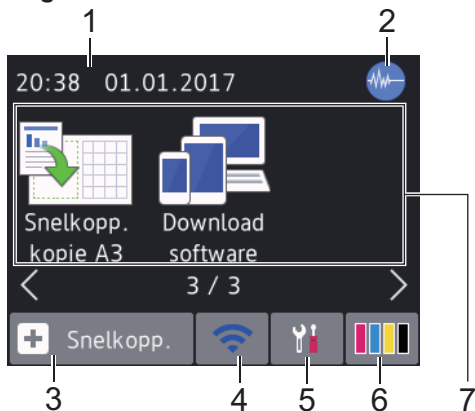 1
2
20:38 01.01.2017
Snelkopp.
kopie A3
Download
software
3 / 3
Snelkopp.
3
4
5
6
7